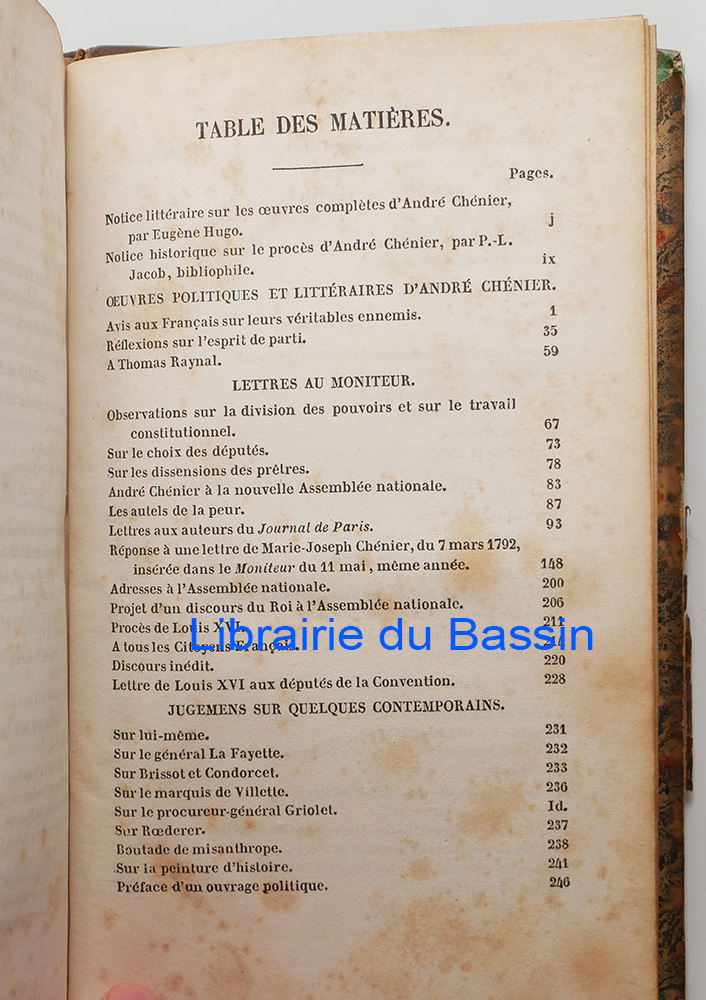 TABLE DES MATIÈRES.
Pages.
Notice littéraire sur les œuvres complètes d'André Chénier,
par Eugène Hugo. j
Notice historique sur le procès d'André Chénier, par P.-L.
Jacob, bibliophile. ix
ŒUVRES POLITIQUES ET LITTÉRAIRES D'ANDRÉ CHÉNIER.
Avis aux Français sur leurs véritables ennemis. 1
Réflexions sur l'esprit de parti. 35
A Thomas Raynal. 59
LETTRES AU MONITEUR.
Observations sur la division des pouvoirs et sur le travail
constitutionnel. 67
Sur le choix des députés. 73
Sur les dissensions des prêtres. 78
André Chénier à la nouvelle Assemblée nationale. 83
Les autels de la peur. 87
Lettres aux auteurs du Journal de Paris. 93
Réponse à une lettre de Marie-Joseph Chénier, du 7 mars 1792,
insérée dans le Moniteur du 11 mai, même année. 148
Adresses à l'Assemblée nationale. 200
Projet d'un discours du Roi à l'Assemblée nationale. 206
Procès de Louis XVI. 211
A tous les Citoyens Français. 214
Librairie du Bassin
Discours inédit. 220
Lettre de Louis XVI aux députés de la Convention. 228
JUGEMENS SUR QUELQUES CONTEMPORAINS.
Sur lui-même. 231
Sur le général La Fayette. 232
Sur Brissot et Condorcet. 233
Sur le marquis de Villette. 236
Sur le procureur-général Griolet. Id.
Sur Rœderer. 237
Boutade de misanthrope. 238
Sur la peinture d'histoire. 241
Préface d'un ouvrage politique. 246